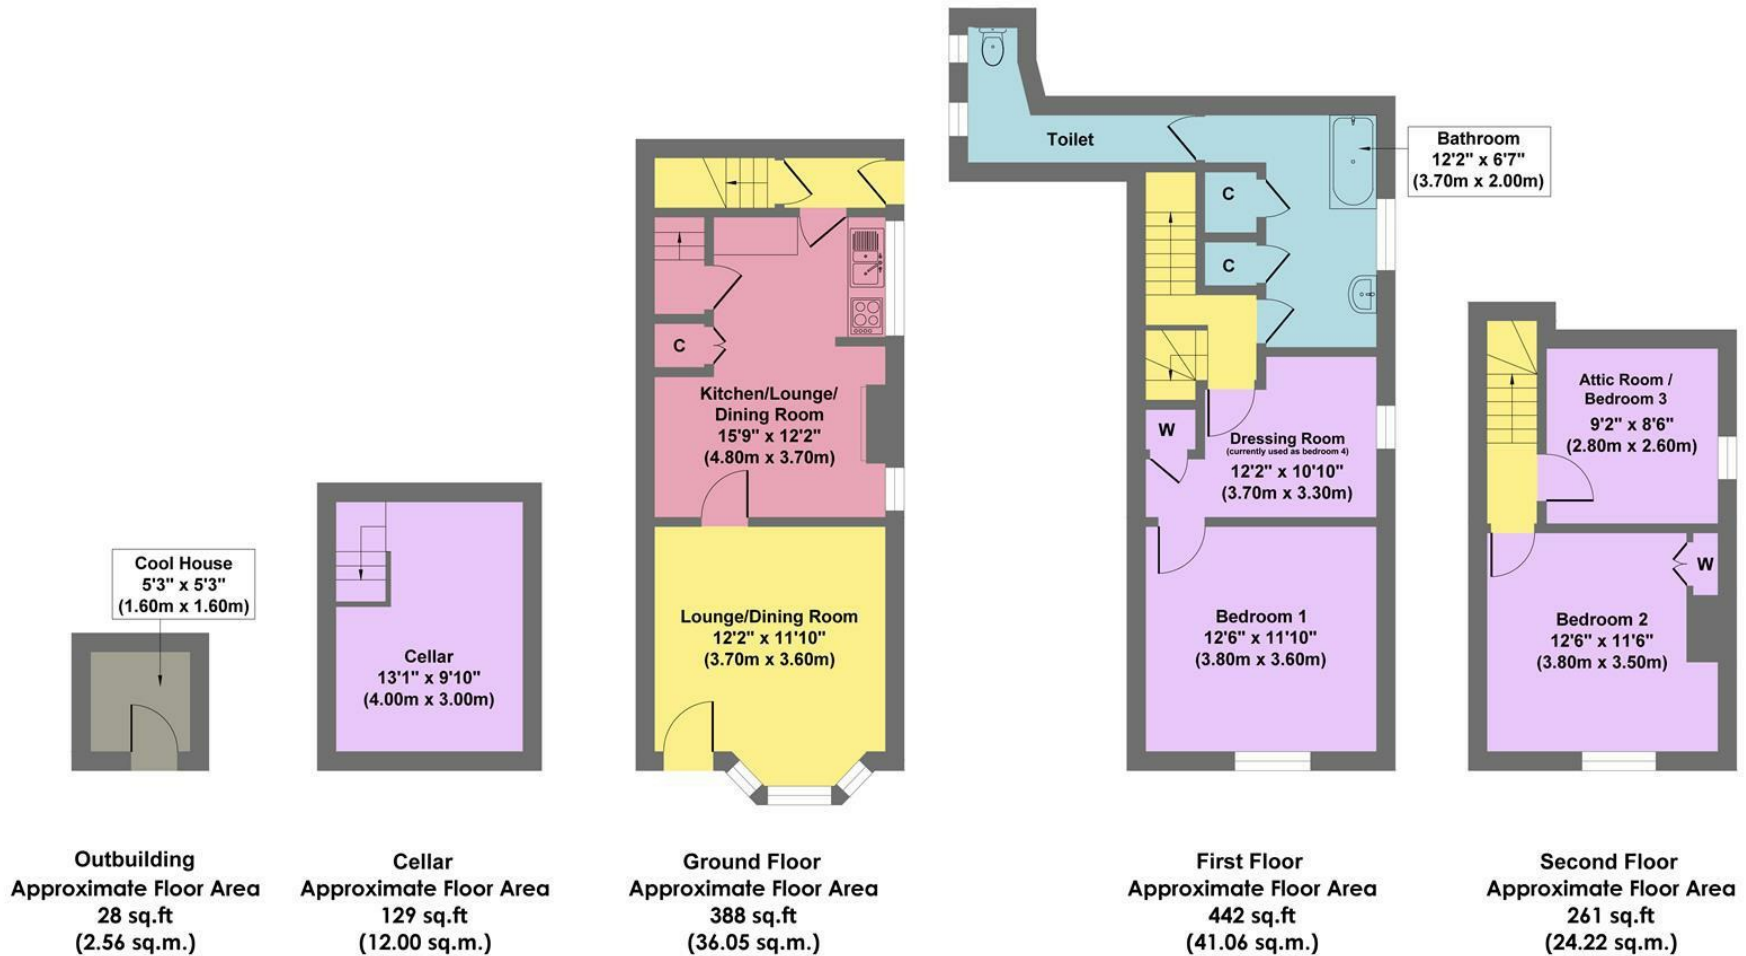 Cool House
5'3" x 5'3"
(1.60m x 1.60m)
Cellar
13'1" x 9'10"
(4.00m x 3.00m)
C
Kitchen/Lounge/
Dining Room
15'9" x 12'2"
(4.80m x 3.70m)
Lounge/Dining Room
12'2" x 11'10"
(3.70m x 3.60m)
Toilet
Bathroom
12'2" x 6'7"
(3.70m x 2.00m)
C
C
W
Dressing Room
(currently used as bedroom 4)
12'2" x 10'10"
(3.70m x 3.30m)
Bedroom 1
12'6" x 11'10"
(3.80m x 3.60m)
Attic Room /
Bedroom 3
9'2" x 8'6"
(2.80m x 2.60m)
W
Bedroom 2
12'6" x 11'6"
(3.80m x 3.50m)
Outbuilding
Approximate Floor Area
28 sq.ft
(2.56 sq.m.)
Cellar
Approximate Floor Area
129 sq.ft
(12.00 sq.m.)
Ground Floor
Approximate Floor Area
388 sq.ft
(36.05 sq.m.)
First Floor
Approximate Floor Area
442 sq.ft
(41.06 sq.m.)
Second Floor
Approximate Floor Area
261 sq.ft
(24.22 sq.m.)